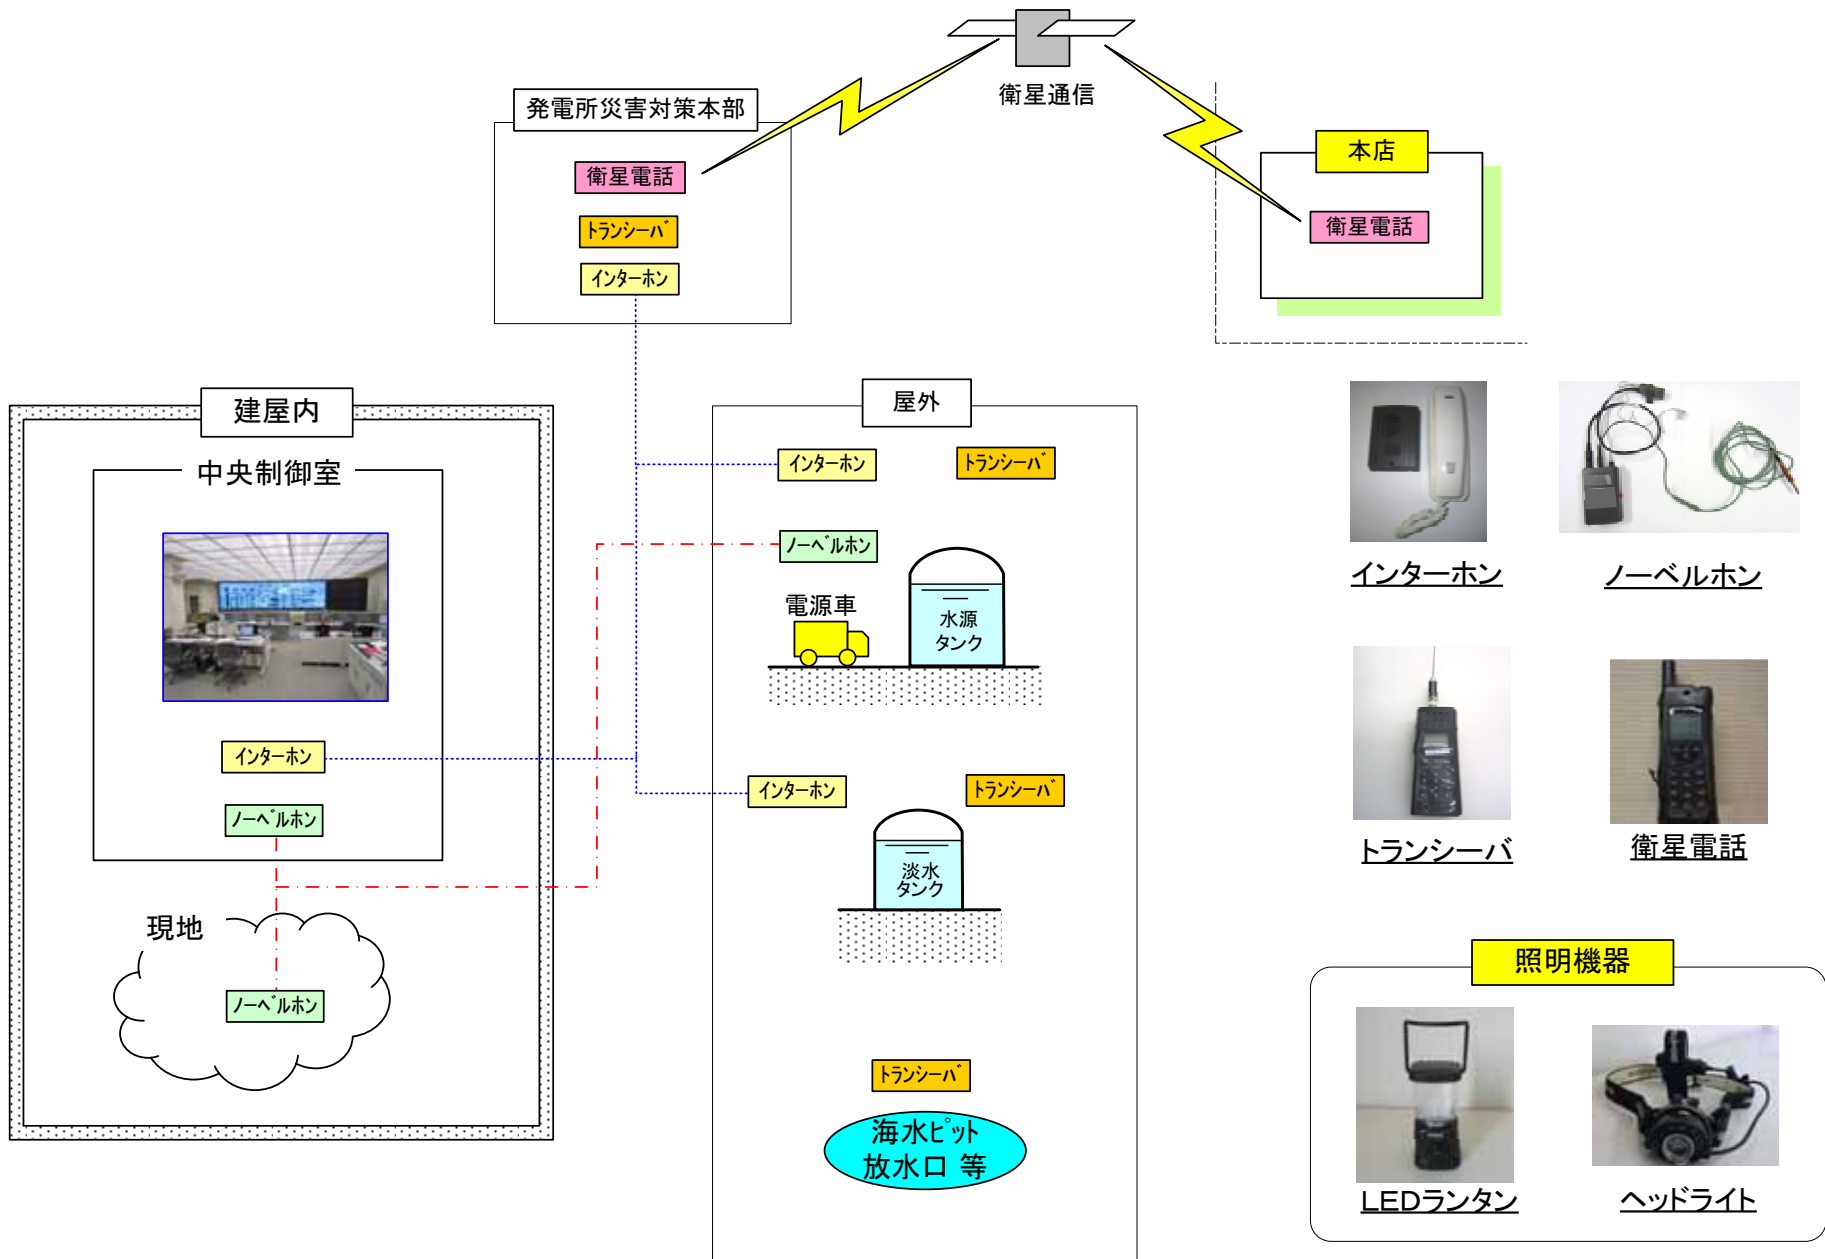 衛星通信
発電所災害対策本部
衛星電話
トランシーバ
インターホン
本店
衛星電話
建屋内
中央制御室
インターホン
ノーベルホン
現地
ノーベルホン
屋外
インターホン
トランシーバ
ノーベルホン
電源車
水源
タンク
インターホン
トランシーバ
淡水
タンク
トランシーバ
海水ピット
放水口 等
インターホン
ノーベルホン
トランシーバ
衛星電話
照明機器
LEDランタン
ヘッドライト